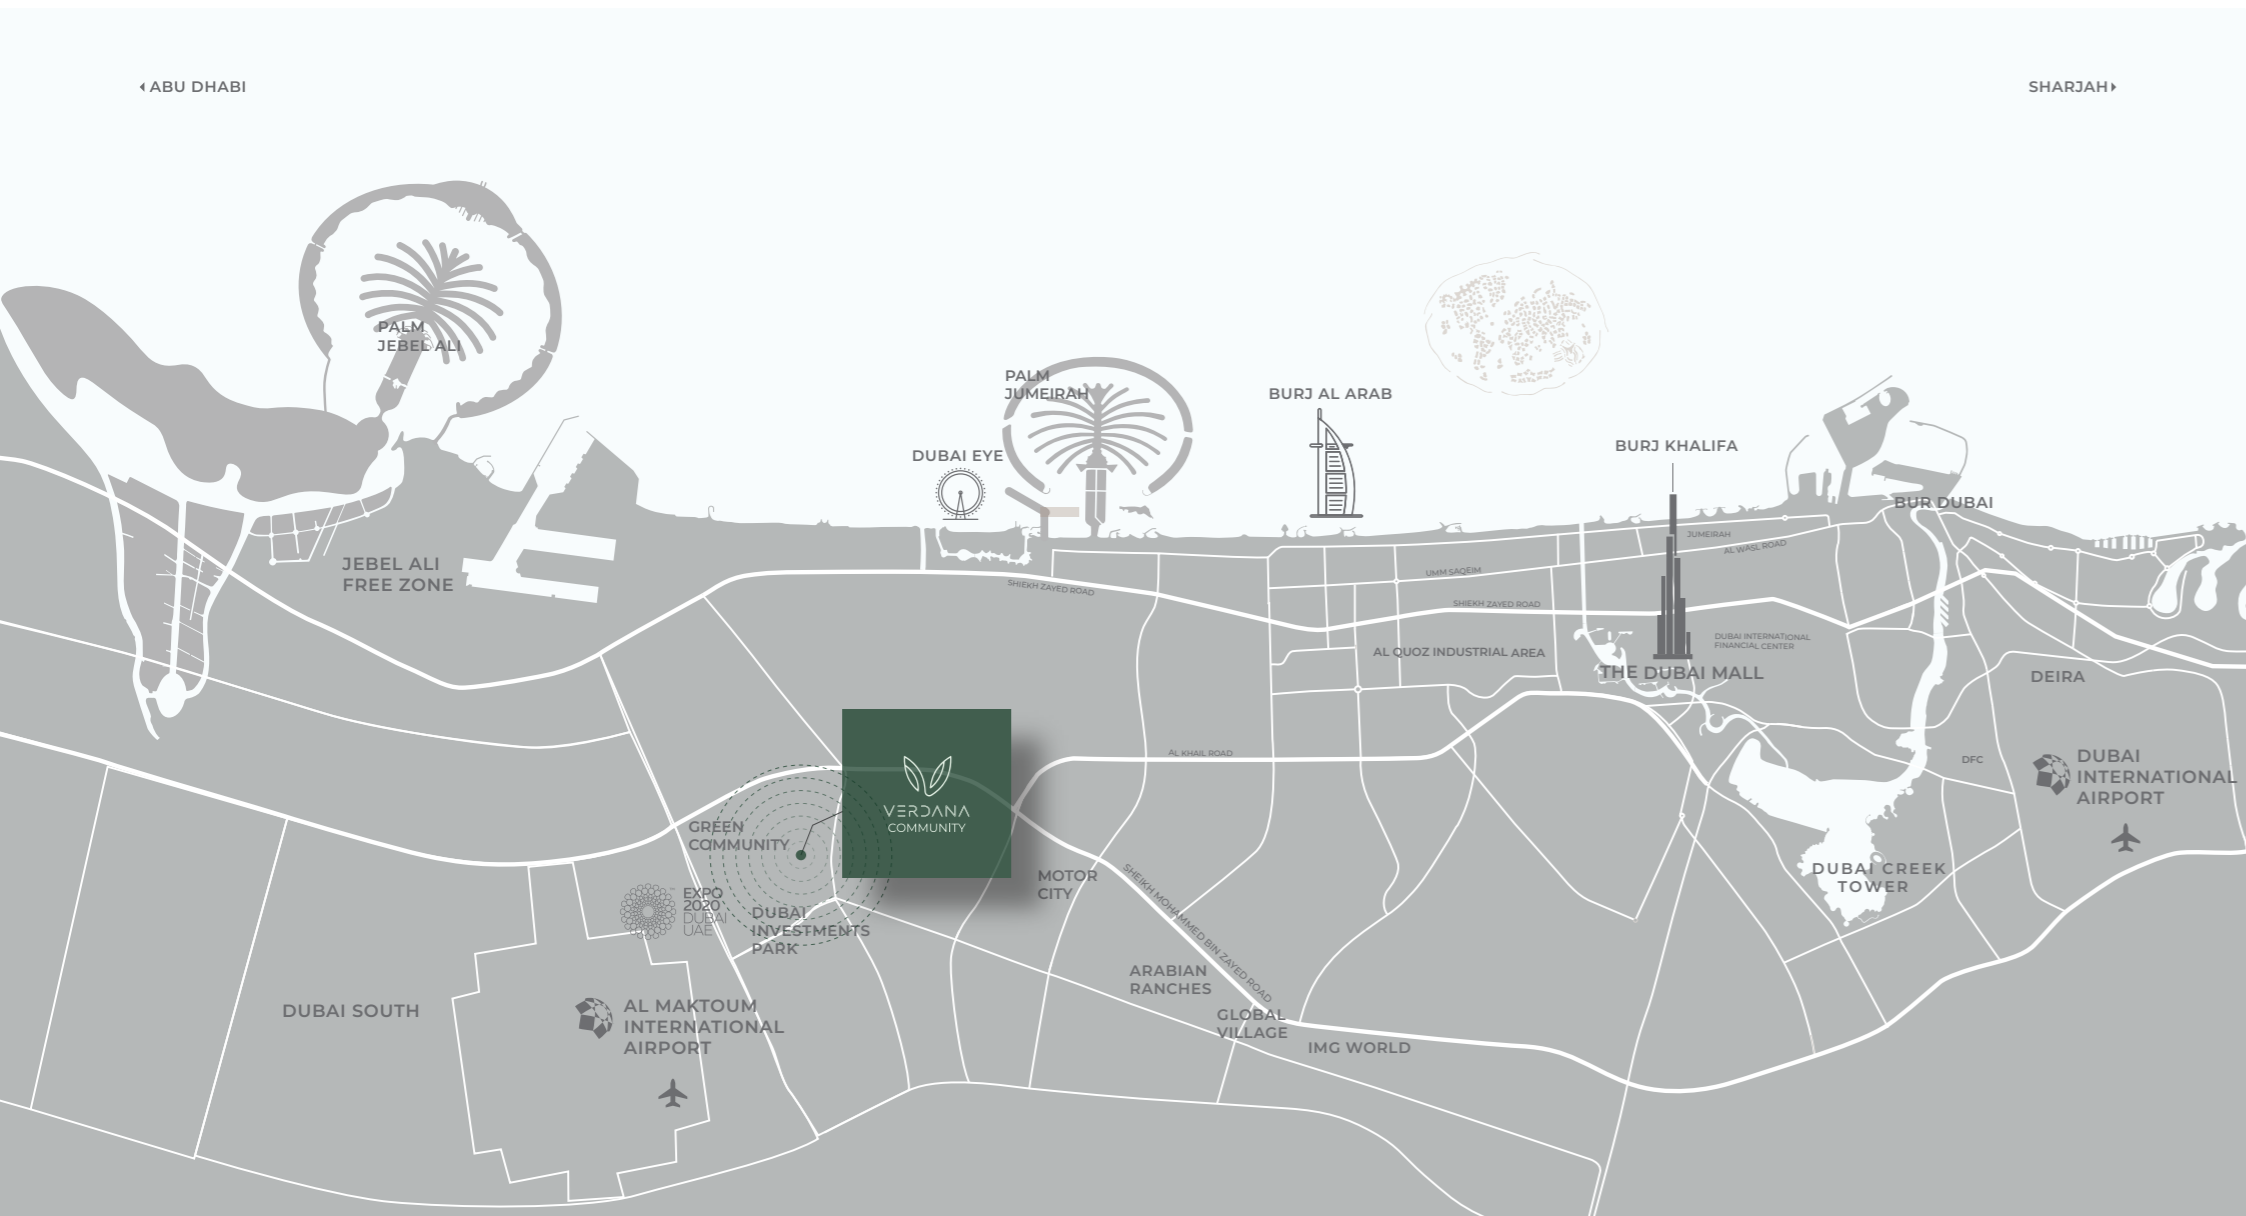 ABU DHABI
SHARJAH
PALM
JEBEL ALI
PALM
JUMEIRAH
BURJ AL ARAB
DUBAI EYE
BURJ KHALIFA
BUR DUBAI
JEBEL ALI
FREE ZONE
SHIEKH ZAYED ROAD
UMM SAQEIM
JUMEIRAH
AL WASL ROAD
SHIEKH ZAYED ROAD
AL QUOZ INDUSTRIAL AREA
DUBAI INTERNATIONAL
FINANCIAL CENTER
THE DUBAI MALL
DEIRA
AL KHAIL ROAD
DFC
DUBAI
INTERNATIONAL
AIRPORT
VERDANA
COMMUNITY
GREEN
COMMUNITY
MOTOR
CITY
SHEIKH MOHAMMED BIN ZAYED ROAD
DUBAI CREEK
TOWER
EXPO
2020
DUBAI
UAE
DUBAI
INVESTMENTS
PARK
ARABIAN
RANCHES
DUBAI SOUTH
AL MAKTOUM
INTERNATIONAL
AIRPORT
GLOBAL
VILLAGE
IMG WORLD